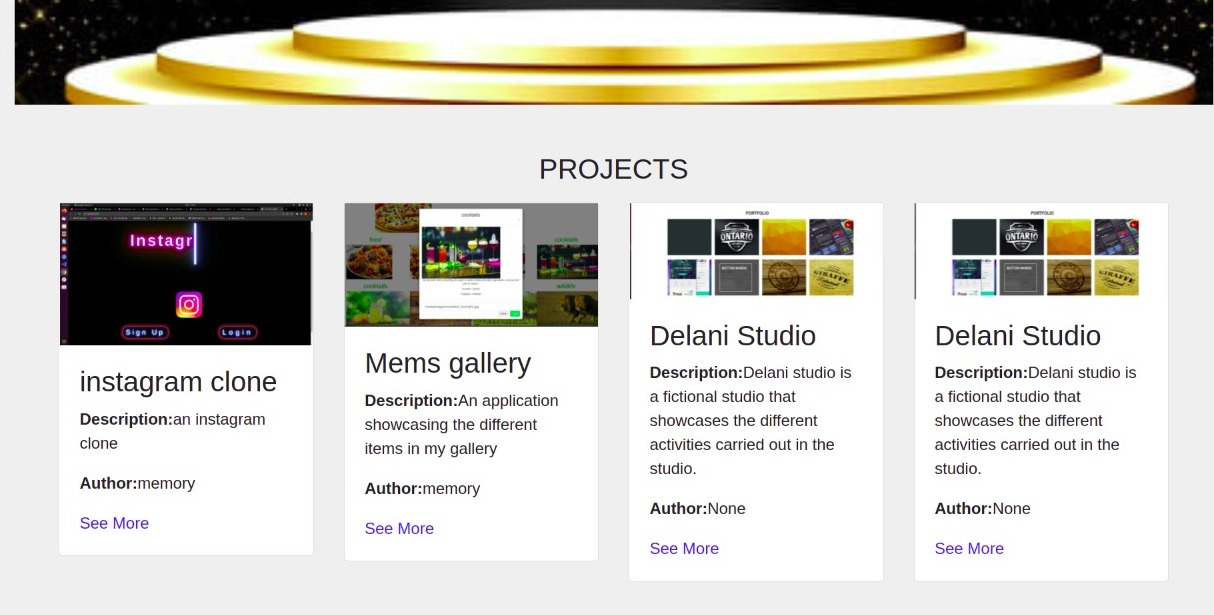 PROJECTS
Instagr
Sign Up
Login
instagram clone
Description:an instagram
clone
Author:memory
See More
cocktails
food
cocktails
cocktails
wildlife
Mems gallery
Description:An application
showcasing the different
items in my gallery
Author:memory
See More
PORTFOLIO
ONTARIO
GIRAFFE
Delani Studio
Description:Delani studio is
a fictional studio that
showcases the different
activities carried out in the
studio.
Author:None
See More
PORTFOLIO
ONTARIO
GIRAFFE
Delani Studio
Description:Delani studio is
a fictional studio that
showcases the different
activities carried out in the
studio.
Author:None
See More